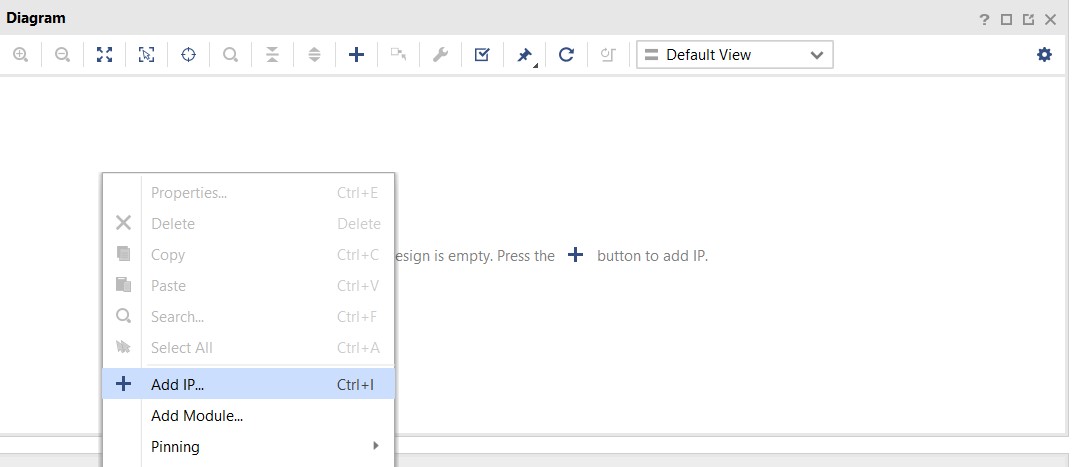 Diagram
?
Default View
Properties... Ctrl+E
Delete Delete
Copy Ctrl+C
esign is empty. Press the + button to add IP.
Paste Ctrl+V
Search... Ctrl+F
Select All Ctrl+A
Add IP... Ctrl+I
Add Module...
Pinning